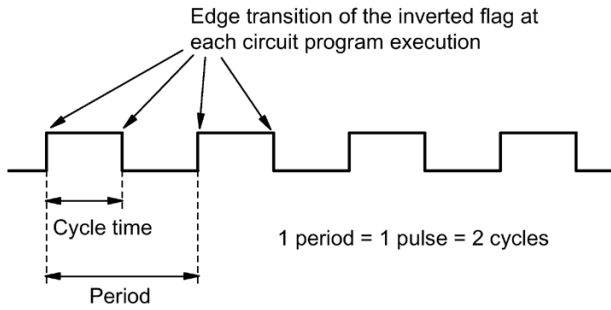 Edge transition of the inverted flag at
each circuit program execution
Cycle time
1 period = 1 pulse = 2 cycles
Period